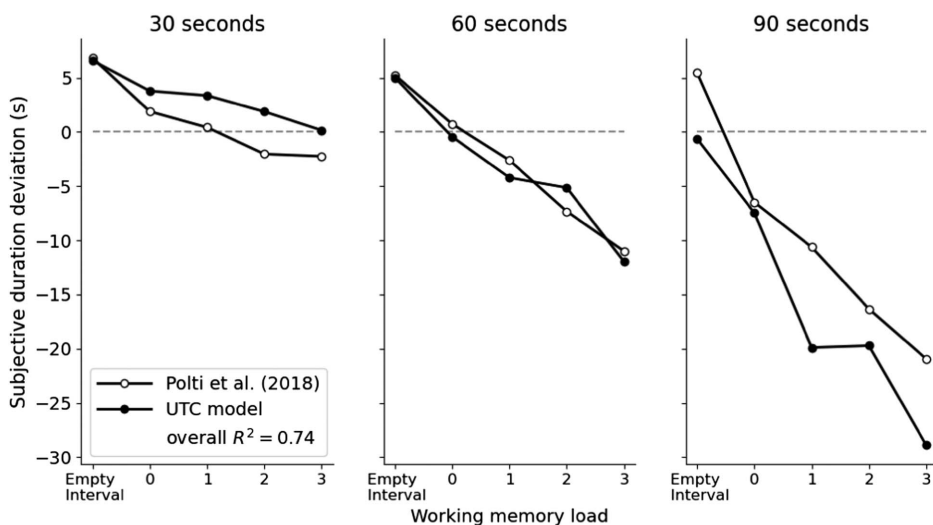 30 seconds
60 seconds
90 seconds
Subjective duration deviation (s)
5
0
−5
−10
−15
−20
−25
−30
Polti et al. (2018)
UTC model
overall R² = 0.74
Empty Interval 0 1 2 3
Empty Interval 0 1 2 3
Empty Interval 0 1 2 3
Working memory load